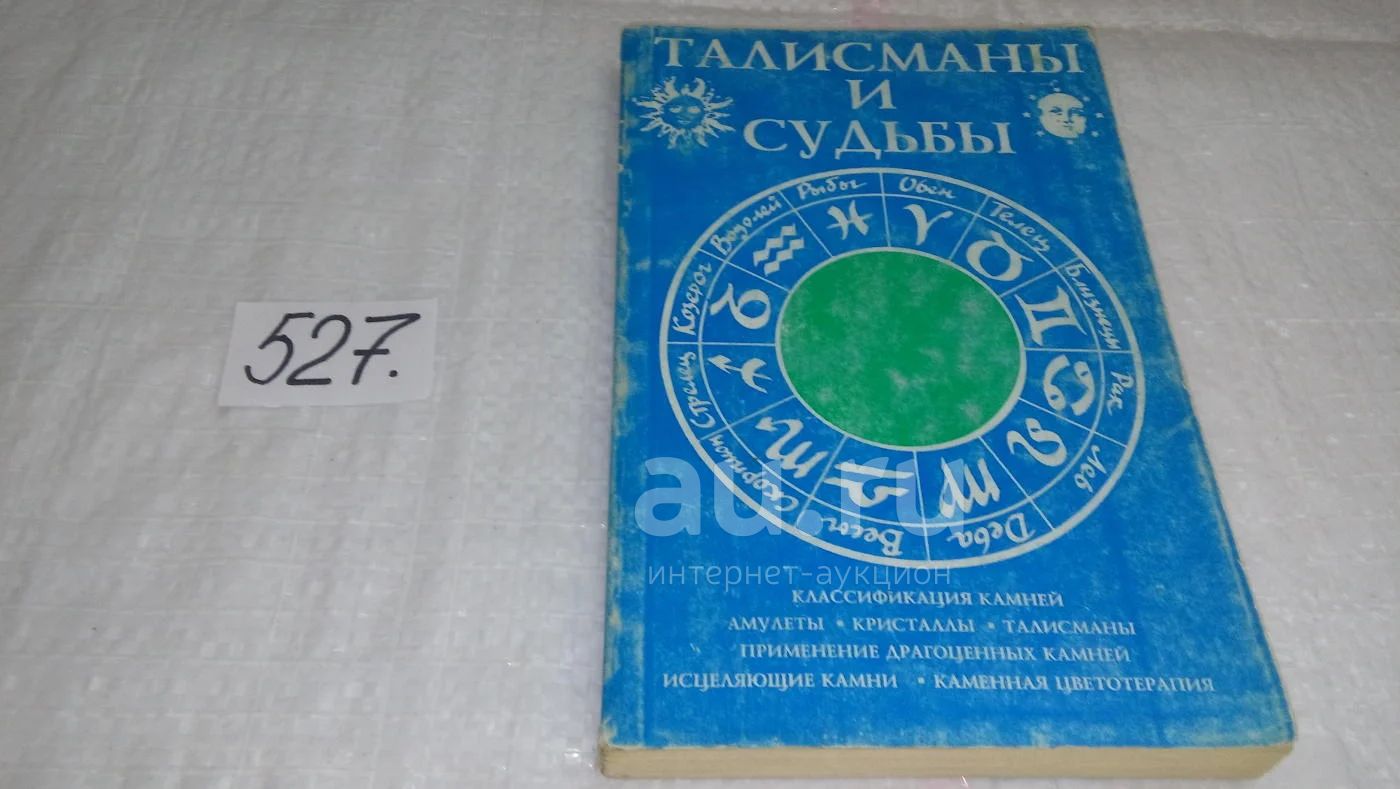 527.
ТАЛИСМАНЫ
И
СУДЬБЫ
Рыбы
Овен
Телец
Близнецы
Рак
Лев
Дева
Весы
Скорпион
Стрелец
Козерог
Водолей
au.ru
интернет-аукцион
КЛАССИФИКАЦИЯ КАМНЕЙ
АМУЛЕТЫ • КРИСТАЛЛЫ • ТАЛИСМАНЫ
ПРИМЕНЕНИЕ ДРАГОЦЕННЫХ КАМНЕЙ
ИСЦЕЛЯЮЩИЕ КАМНИ • КАМЕННАЯ ЦВЕТОТЕРАПИЯ